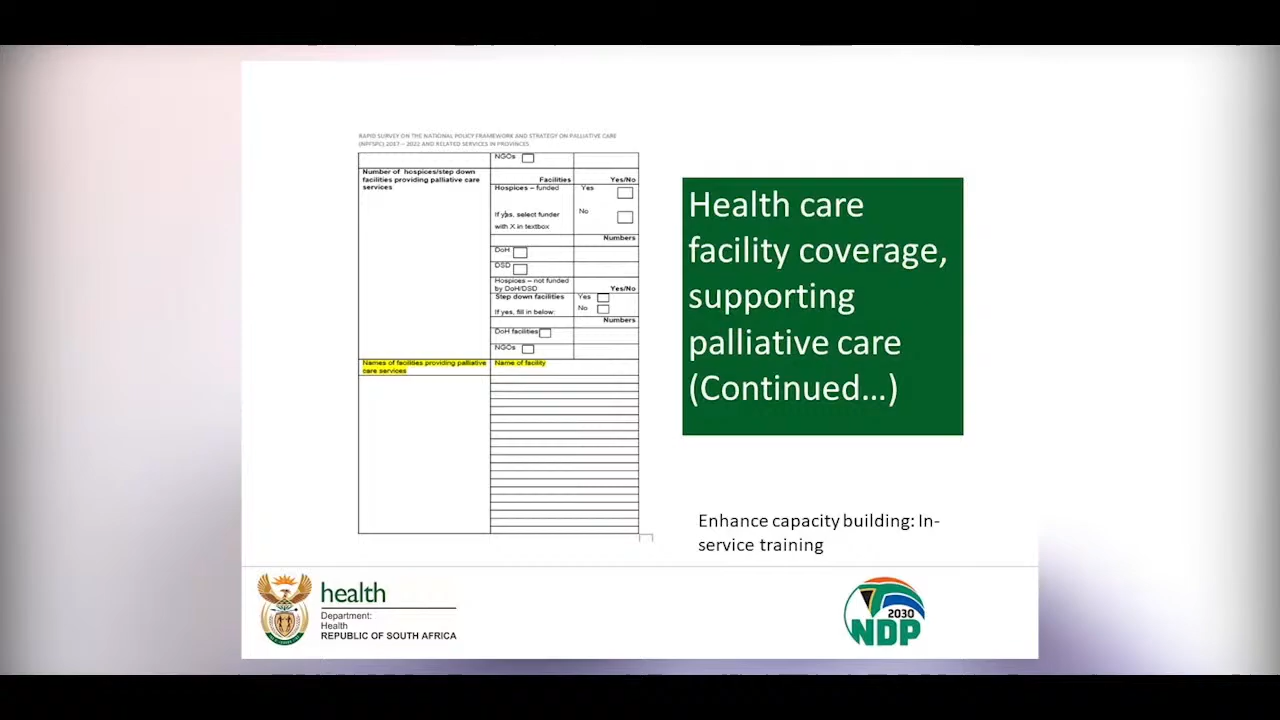 RAPID SURVEY ON THE NATIONAL POLICY FRAMEWORK AND STRATEGY ON PALLIATIVE CARE
(NPFSPC) 2017 – 2022 AND RELATED SERVICES IN PROVINCES
NGOs
Number of hospices/step down
facilities providing palliative care
services
Facilities
Yes/No
Hospices – funded
Yes
If yes, select funder
with X in textbox
No
Numbers
DoH
DSD
Hospices – not funded
by DoH/DSD
Yes/No
Step down facilities
Yes
If yes, fill in below:
No
Numbers
DoH facilities
NGOs
Names of facilities providing palliative
care services
Name of facility
Health care
facility coverage,
supporting
palliative care
(Continued...)
Enhance capacity building: In-
service training
health
Department:
Health
REPUBLIC OF SOUTH AFRICA
2030
NDP